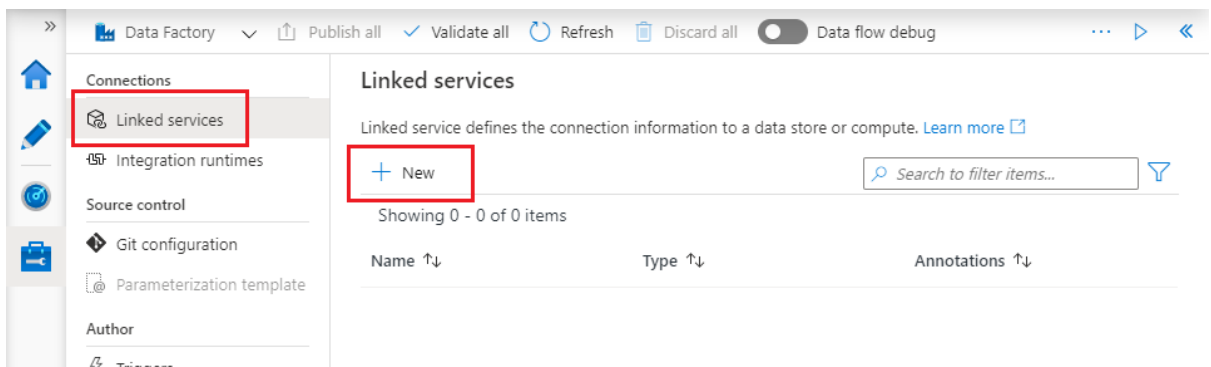 Data Factory Publish all Validate all Refresh Discard all Data flow debug
Connections
Linked services
Integration runtimes
Source control
Git configuration
Parameterization template
Author
Triggers
Linked services
Linked service defines the connection information to a data store or compute. Learn more
New
Search to filter items...
Showing 0 - 0 of 0 items
Name Type Annotations